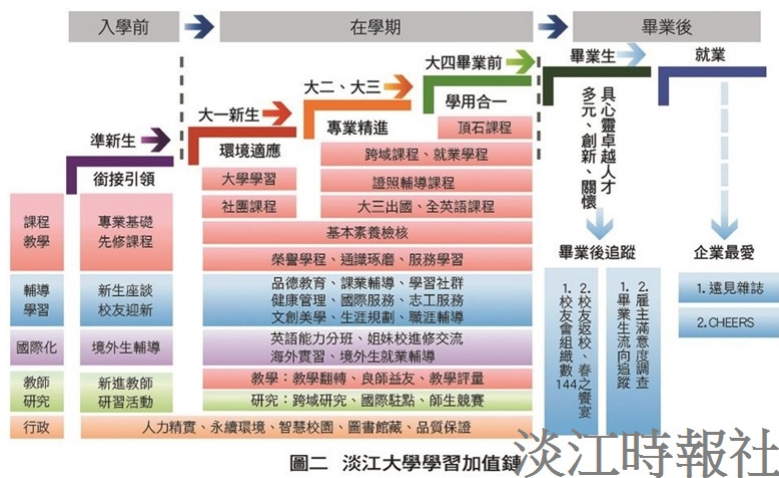 入學前
在學期
畢業後
準新生
大一新生
大二、大三
大四畢業前
畢業生
就業
銜接引領
環境適應
專業精進
學用合一
具心靈卓越人才
多元、創新、關懷
頂石課程
大學學習
跨域課程、就業學程
社團課程
證照輔導課程
大三出國、全英語課程
課程
教學
專業基礎
先修課程
基本素養檢核
榮譽學程、通識琢磨、服務學習
畢業後追蹤
企業最愛
輔導
學習
新生座談
校友迎新
品德教育、課業輔導、學習社群
健康管理、國際服務、志工服務
文創美學、生涯規劃、職涯輔導
1. 校友會組織數144
2. 校友返校、春之饗宴
1. 畢業生流向追蹤
2. 雇主滿意度調查
1. 遠見雜誌
2.CHEERS
國際化
境外生輔導
英語能力分班、姐妹校進修交流
海外實習、境外生就業輔導
教師
研究
新進教師
研習活動
教學：教學翻轉、良師益友、教學評量
研究：跨域研究、國際駐點、師生競賽
行政
人力精實、永續環境、智慧校園、圖書館藏、品質保證
圖二 淡江大學學習加值鏈
淡江時報社